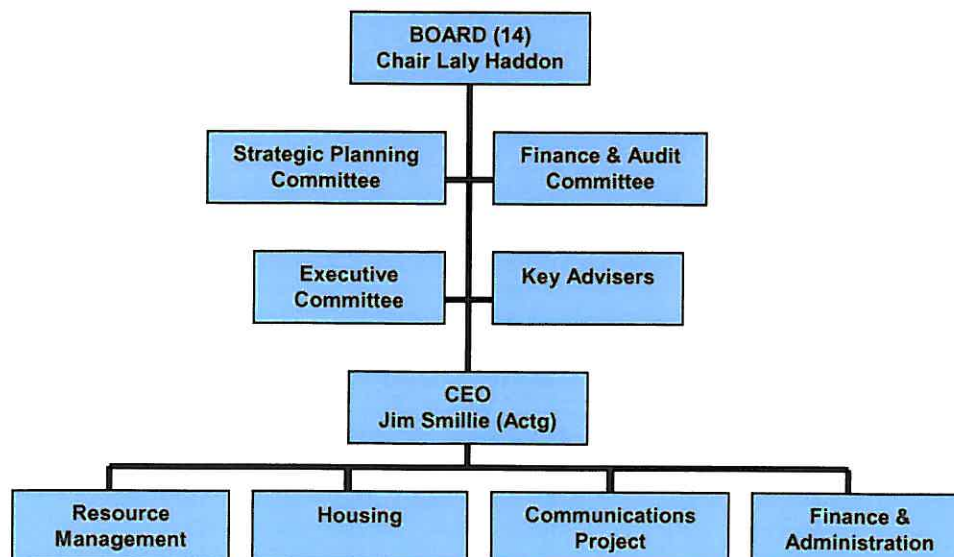 BOARD (14)
Chair Laly Haddon
Strategic Planning
Committee
Finance & Audit
Committee
Executive
Committee
Key Advisers
CEO
Jim Smillie (Actg)
Resource
Management
Housing
Communications
Project
Finance &
Administration